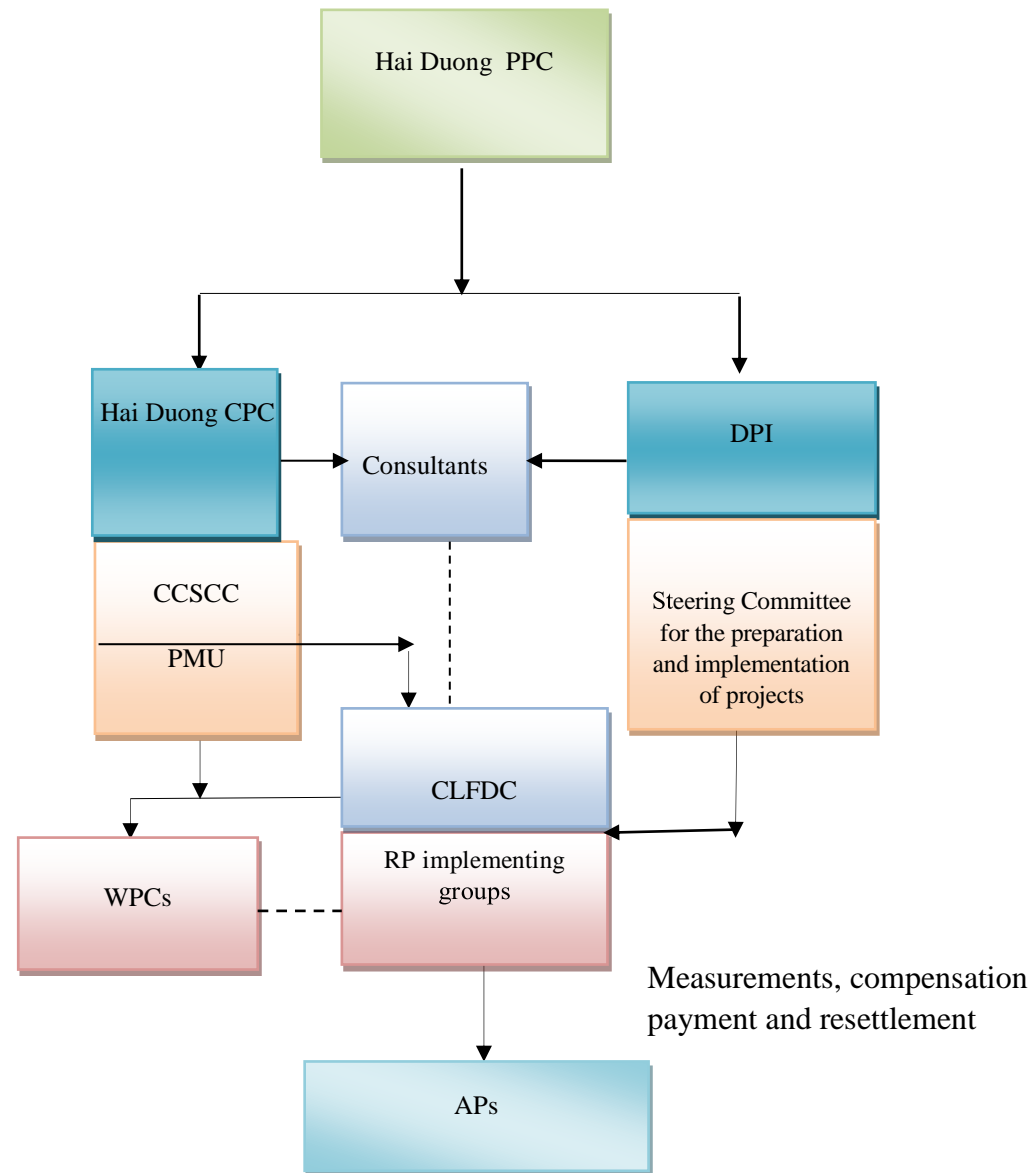 Hai Duong PPC
Hai Duong CPC
Consultants
DPI
CCSCC
PMU
Steering Committee
for the preparation
and implementation
of projects
CLFDC
RP implementing
groups
WPCs
Measurements, compensation
payment and resettlement
APs